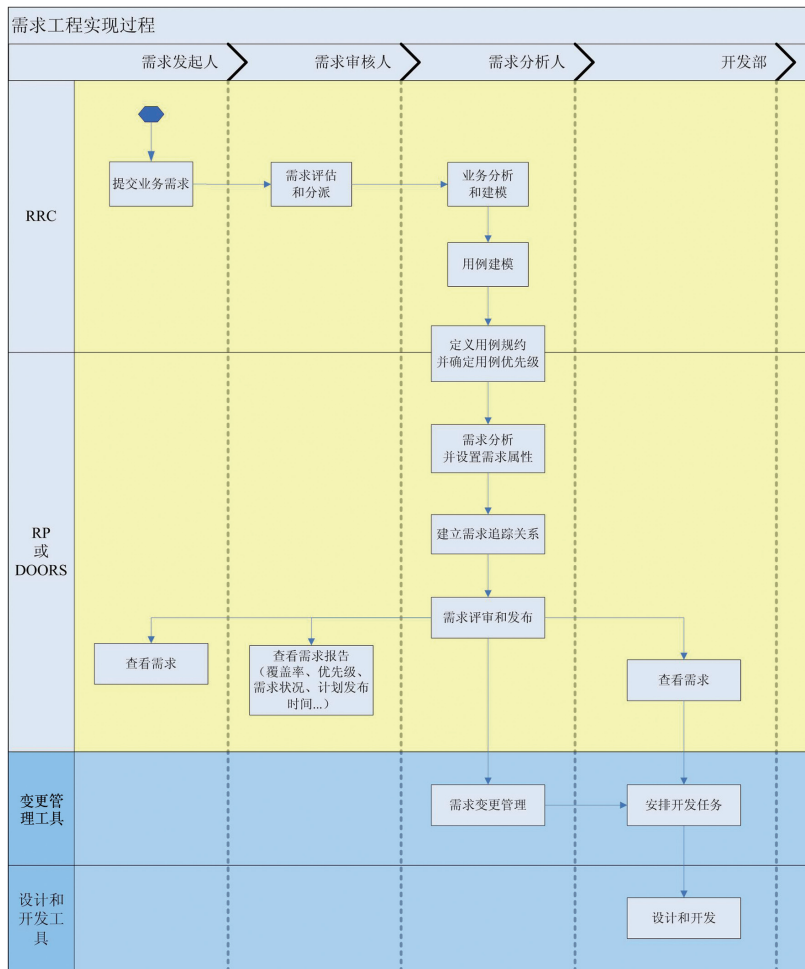 需求工程实现过程
需求发起人
需求审核人
需求分析人
开发部
RRC
提交业务需求
需求评估
和分派
业务分析
和建模
用例建模
定义用例规约
并确定用例优先级
RP
或
DOORS
需求分析
并设置需求属性
建立需求追踪关系
需求评审和发布
查看需求
查看需求报告
（覆盖率、优先级、
需求状况、计划发布
时间...）
查看需求
变更管
理工具
需求变更管理
安排开发任务
设计和
开发工
具
设计和开发